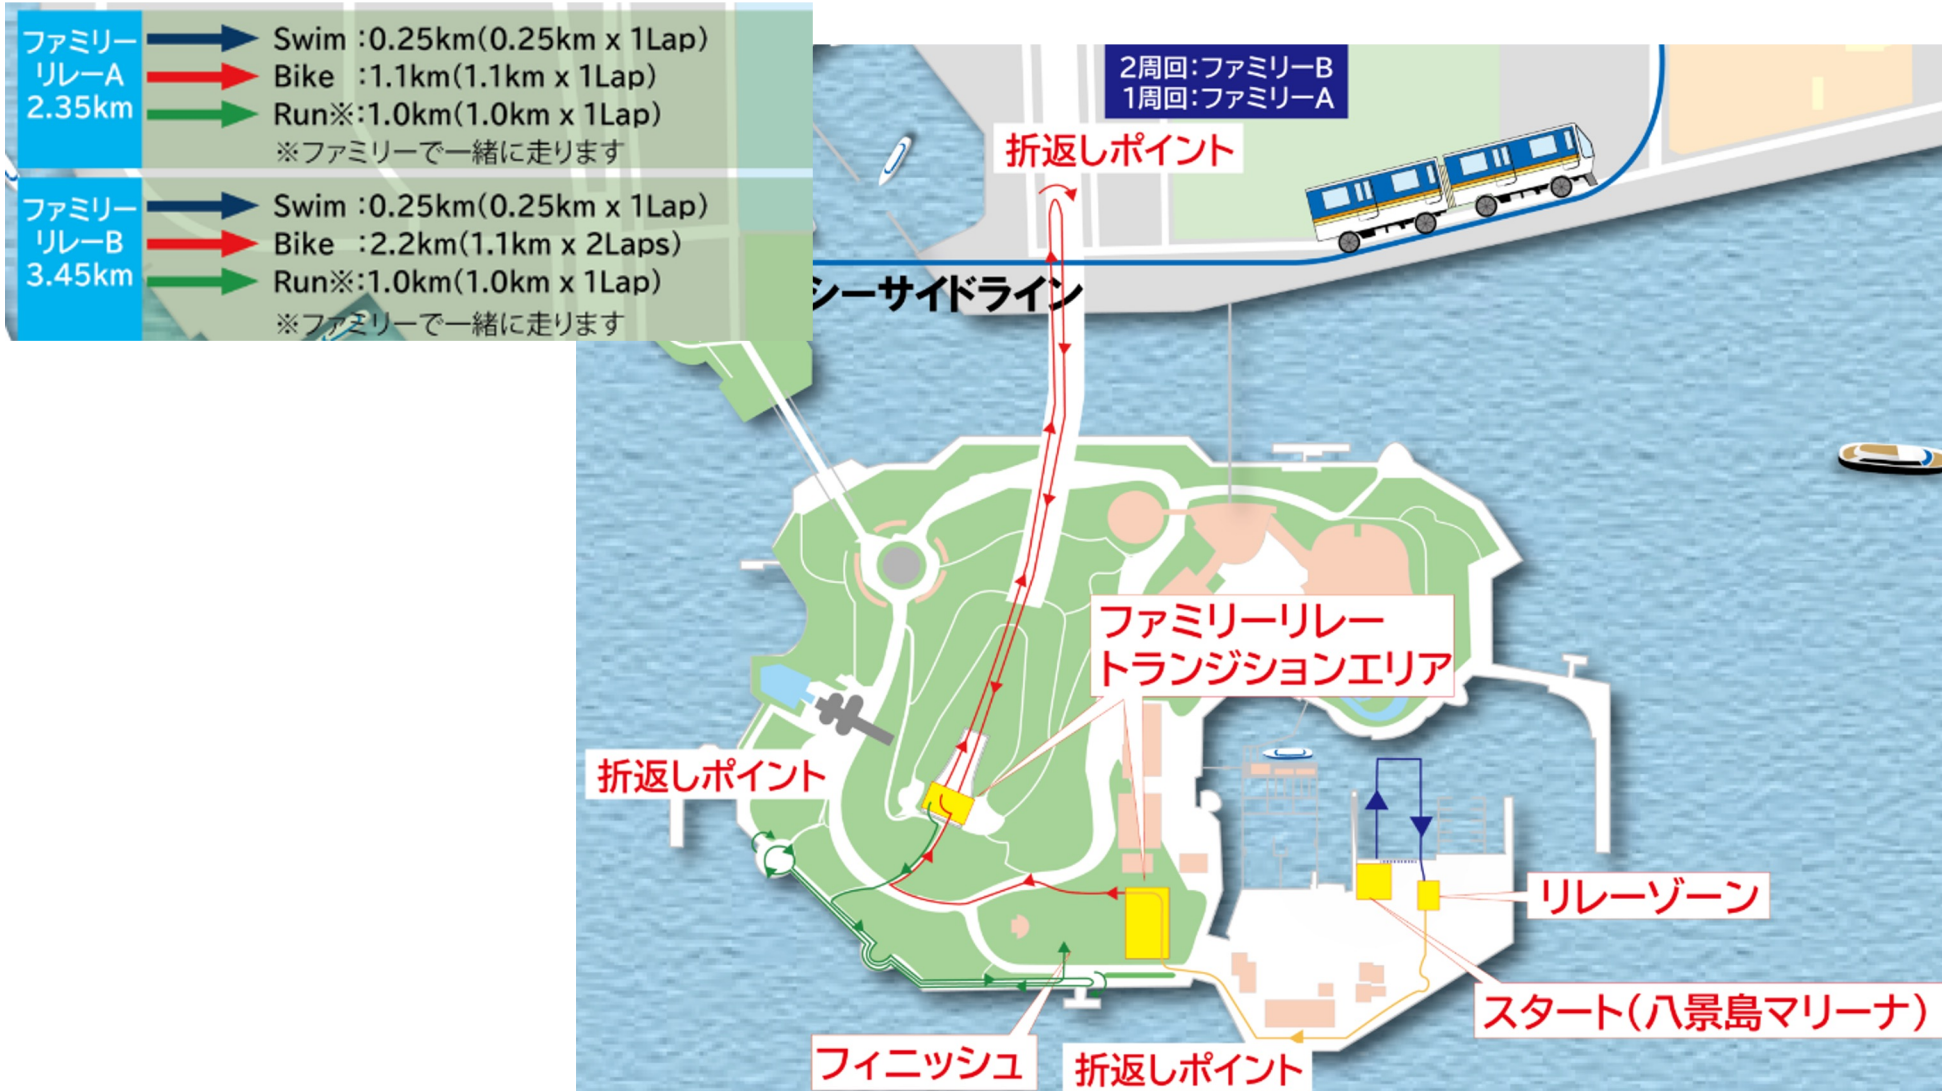 ファミリー
リレーA
2.35km
Swim :0.25km(0.25km x 1Lap)
Bike :1.1km(1.1km x 1Lap)
Run※:1.0km(1.0km x 1Lap)
※ファミリーで一緒に走ります
ファミリー
リレーB
3.45km
Swim :0.25km(0.25km x 1Lap)
Bike :2.2km(1.1km x 2Laps)
Run※:1.0km(1.0km x 1Lap)
※ファミリーで一緒に走ります
2周回:ファミリーB
1周回:ファミリーA
折返しポイント
シーサイドライン
ファミリーリレー
トランジションエリア
折返しポイント
リレーゾーン
スタート(八景島マリーナ)
フィニッシュ
折返しポイント